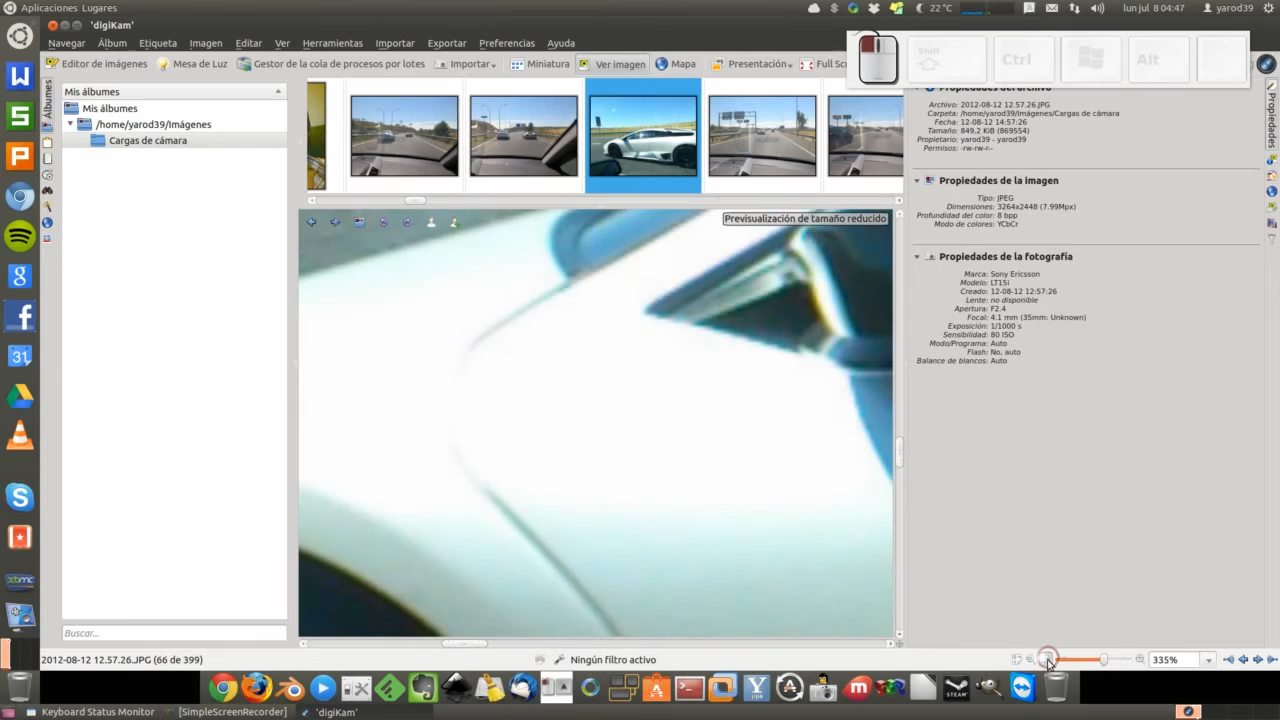 Aplicaciones Lugares
22 °C
lun jul 8 04:47
yarod39
'digiKam'
Navegar Álbum Etiqueta Imagen Editar Ver Herramientas Importar Exportar Preferencias Ayuda
Shift Ctrl Alt
Editor de imágenes Mesa de Luz Gestor de la cola de procesos por lotes Importar Miniatura Ver imagen Mapa Presentación Full Scr
Álbumes
Mis álbumes
Mis álbumes
/home/yarod39/Imágenes
Cargas de cámara
Buscar...
Previsualización de tamaño reducido
Propiedades del archivo
Archivo: 2012-08-12 12.57.26.JPG
Carpeta: /home/yarod39/Imágenes/Cargas de cámara
Fecha: 12-08-12 14:57:26
Tamaño: 849,2 KiB (869554)
Propietario: yarod39 - yarod39
Permisos: -rw-rw-r--
Propiedades de la imagen
Tipo: JPEG
Dimensiones: 3264x2448 (7.99Mpx)
Profundidad del color: 8 bpp
Modo de colores: YCbCr
Propiedades de la fotografía
Marca: Sony Ericsson
Modelo: LT15i
Creado: 12-08-12 12:57:26
Lente: no disponible
Apertura: F2.4
Focal: 4.1 mm (35mm: Unknown)
Exposición: 1/1000 s
Sensibilidad: 80 ISO
Modo/Programa: Auto
Flash: No, auto
Balance de blancos: Auto
Propiedades
2012-08-12 12.57.26.JPG (66 de 399)
Ningún filtro activo
335%
Keyboard Status Monitor
[SimpleScreenRecorder]
'digiKam'
W
S
P
g
f
31
xbmc
STEAM